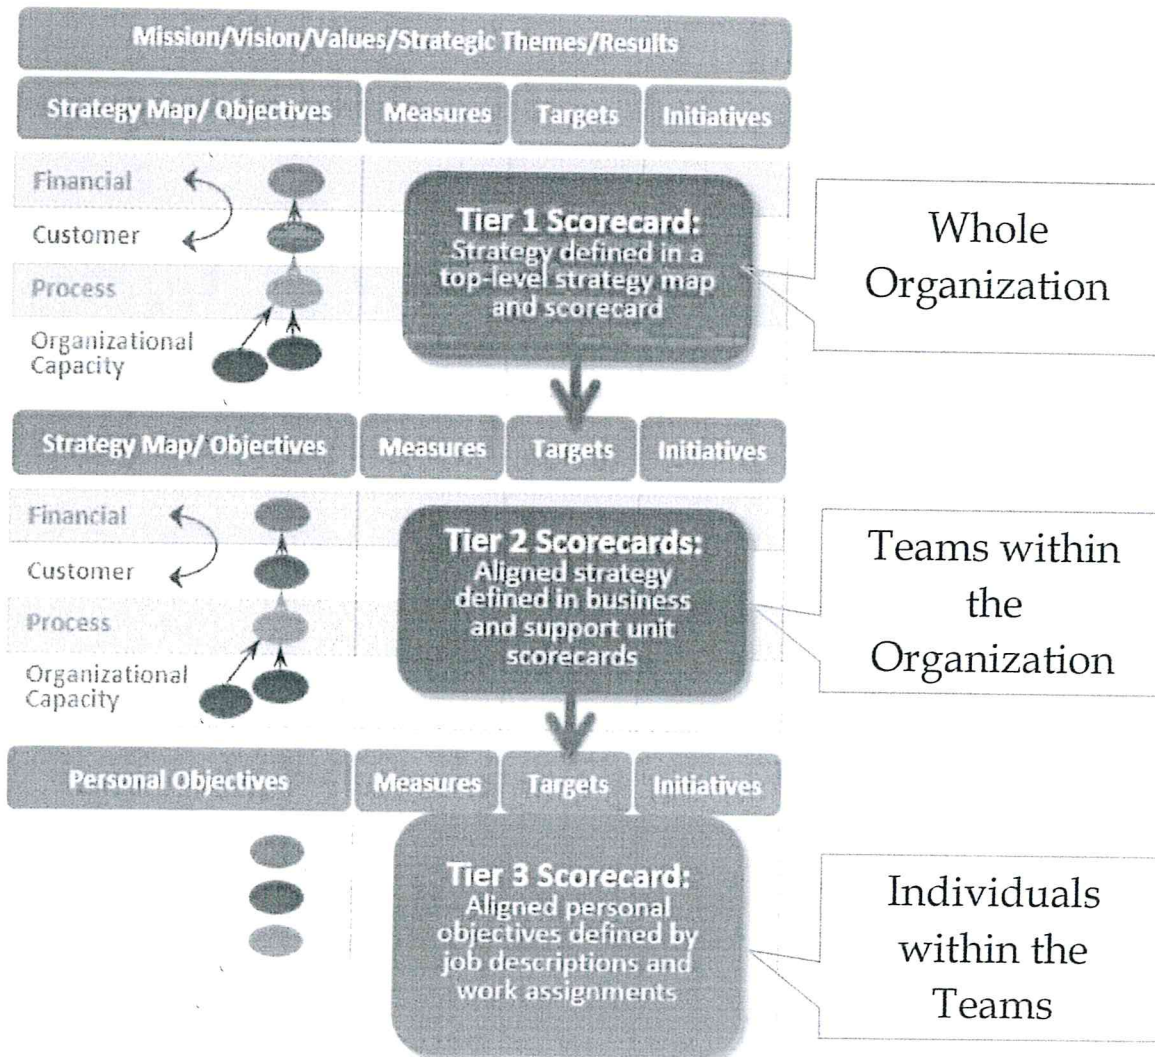 Mission/Vision/Values/Strategic Themes/Results
Strategy Map/ Objectives
Measures
Targets
Initiatives
Financial
Customer
Process
Organizational
Capacity
Tier 1 Scorecard:
Strategy defined in a
top-level strategy map
and scorecard
Whole
Organization
Strategy Map/ Objectives
Measures
Targets
Initiatives
Financial
Customer
Process
Organizational
Capacity
Tier 2 Scorecards:
Aligned strategy
defined in business
and support unit
scorecards
Teams within
the
Organization
Personal Objectives
Measures
Targets
Initiatives
Tier 3 Scorecard:
Aligned personal
objectives defined by
job descriptions and
work assignments
Individuals
within the
Teams